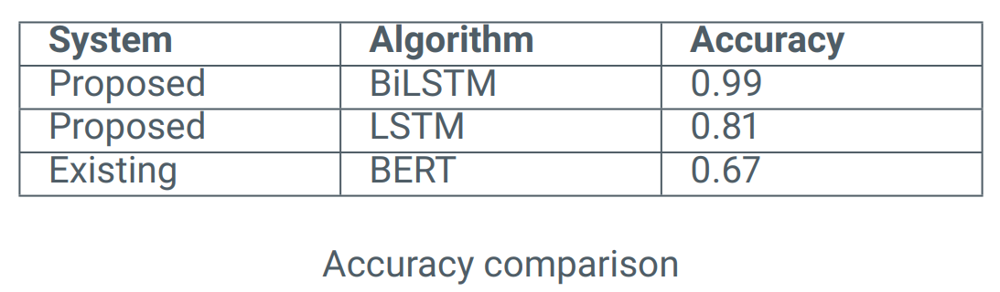 System Algorithm Accuracy
Proposed BiLSTM 0.99
Proposed LSTM 0.81
Existing BERT 0.67
Accuracy comparison